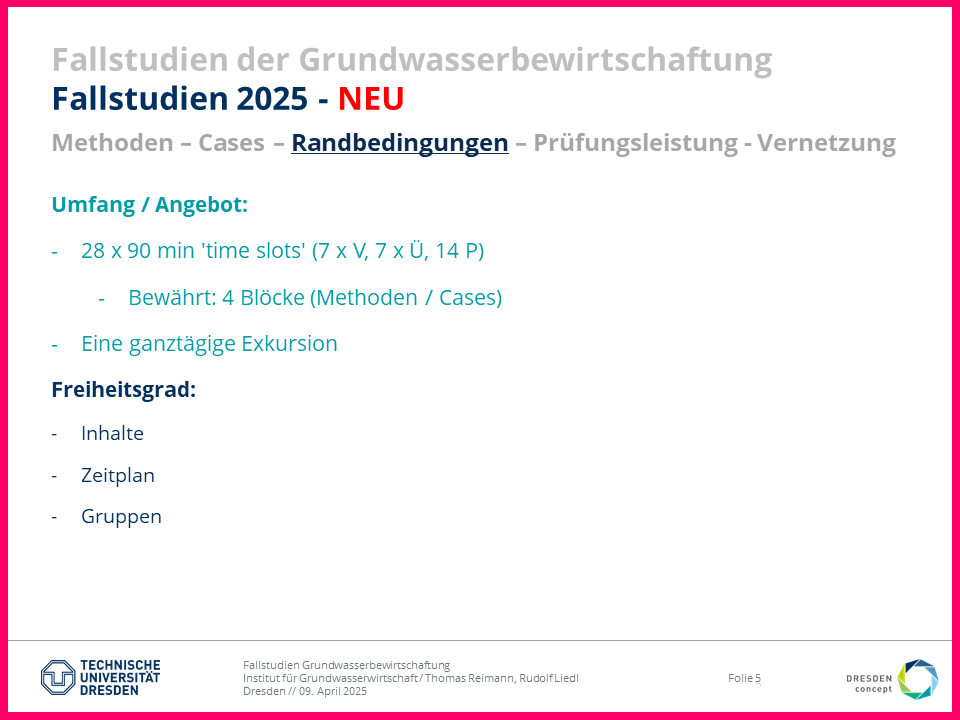 Fallstudien der Grundwasserbewirtschaftung
Fallstudien 2025 - NEU
Methoden – Cases – Randbedingungen – Prüfungsleistung - Vernetzung
Umfang / Angebot:
- 28 x 90 min 'time slots' (7 x V, 7 x Ü, 14 P)
- Bewährt: 4 Blöcke (Methoden / Cases)
- Eine ganztägige Exkursion
Freiheitsgrad:
- Inhalte
- Zeitplan
- Gruppen
TECHNISCHE
UNIVERSITÄT
DRESDEN
Fallstudien Grundwasserbewirtschaftung
Institut für Grundwasserwirtschaft / Thomas Reimann, Rudolf Liedl
Dresden // 09. April 2025
Folie 5
DRESDEN
concept